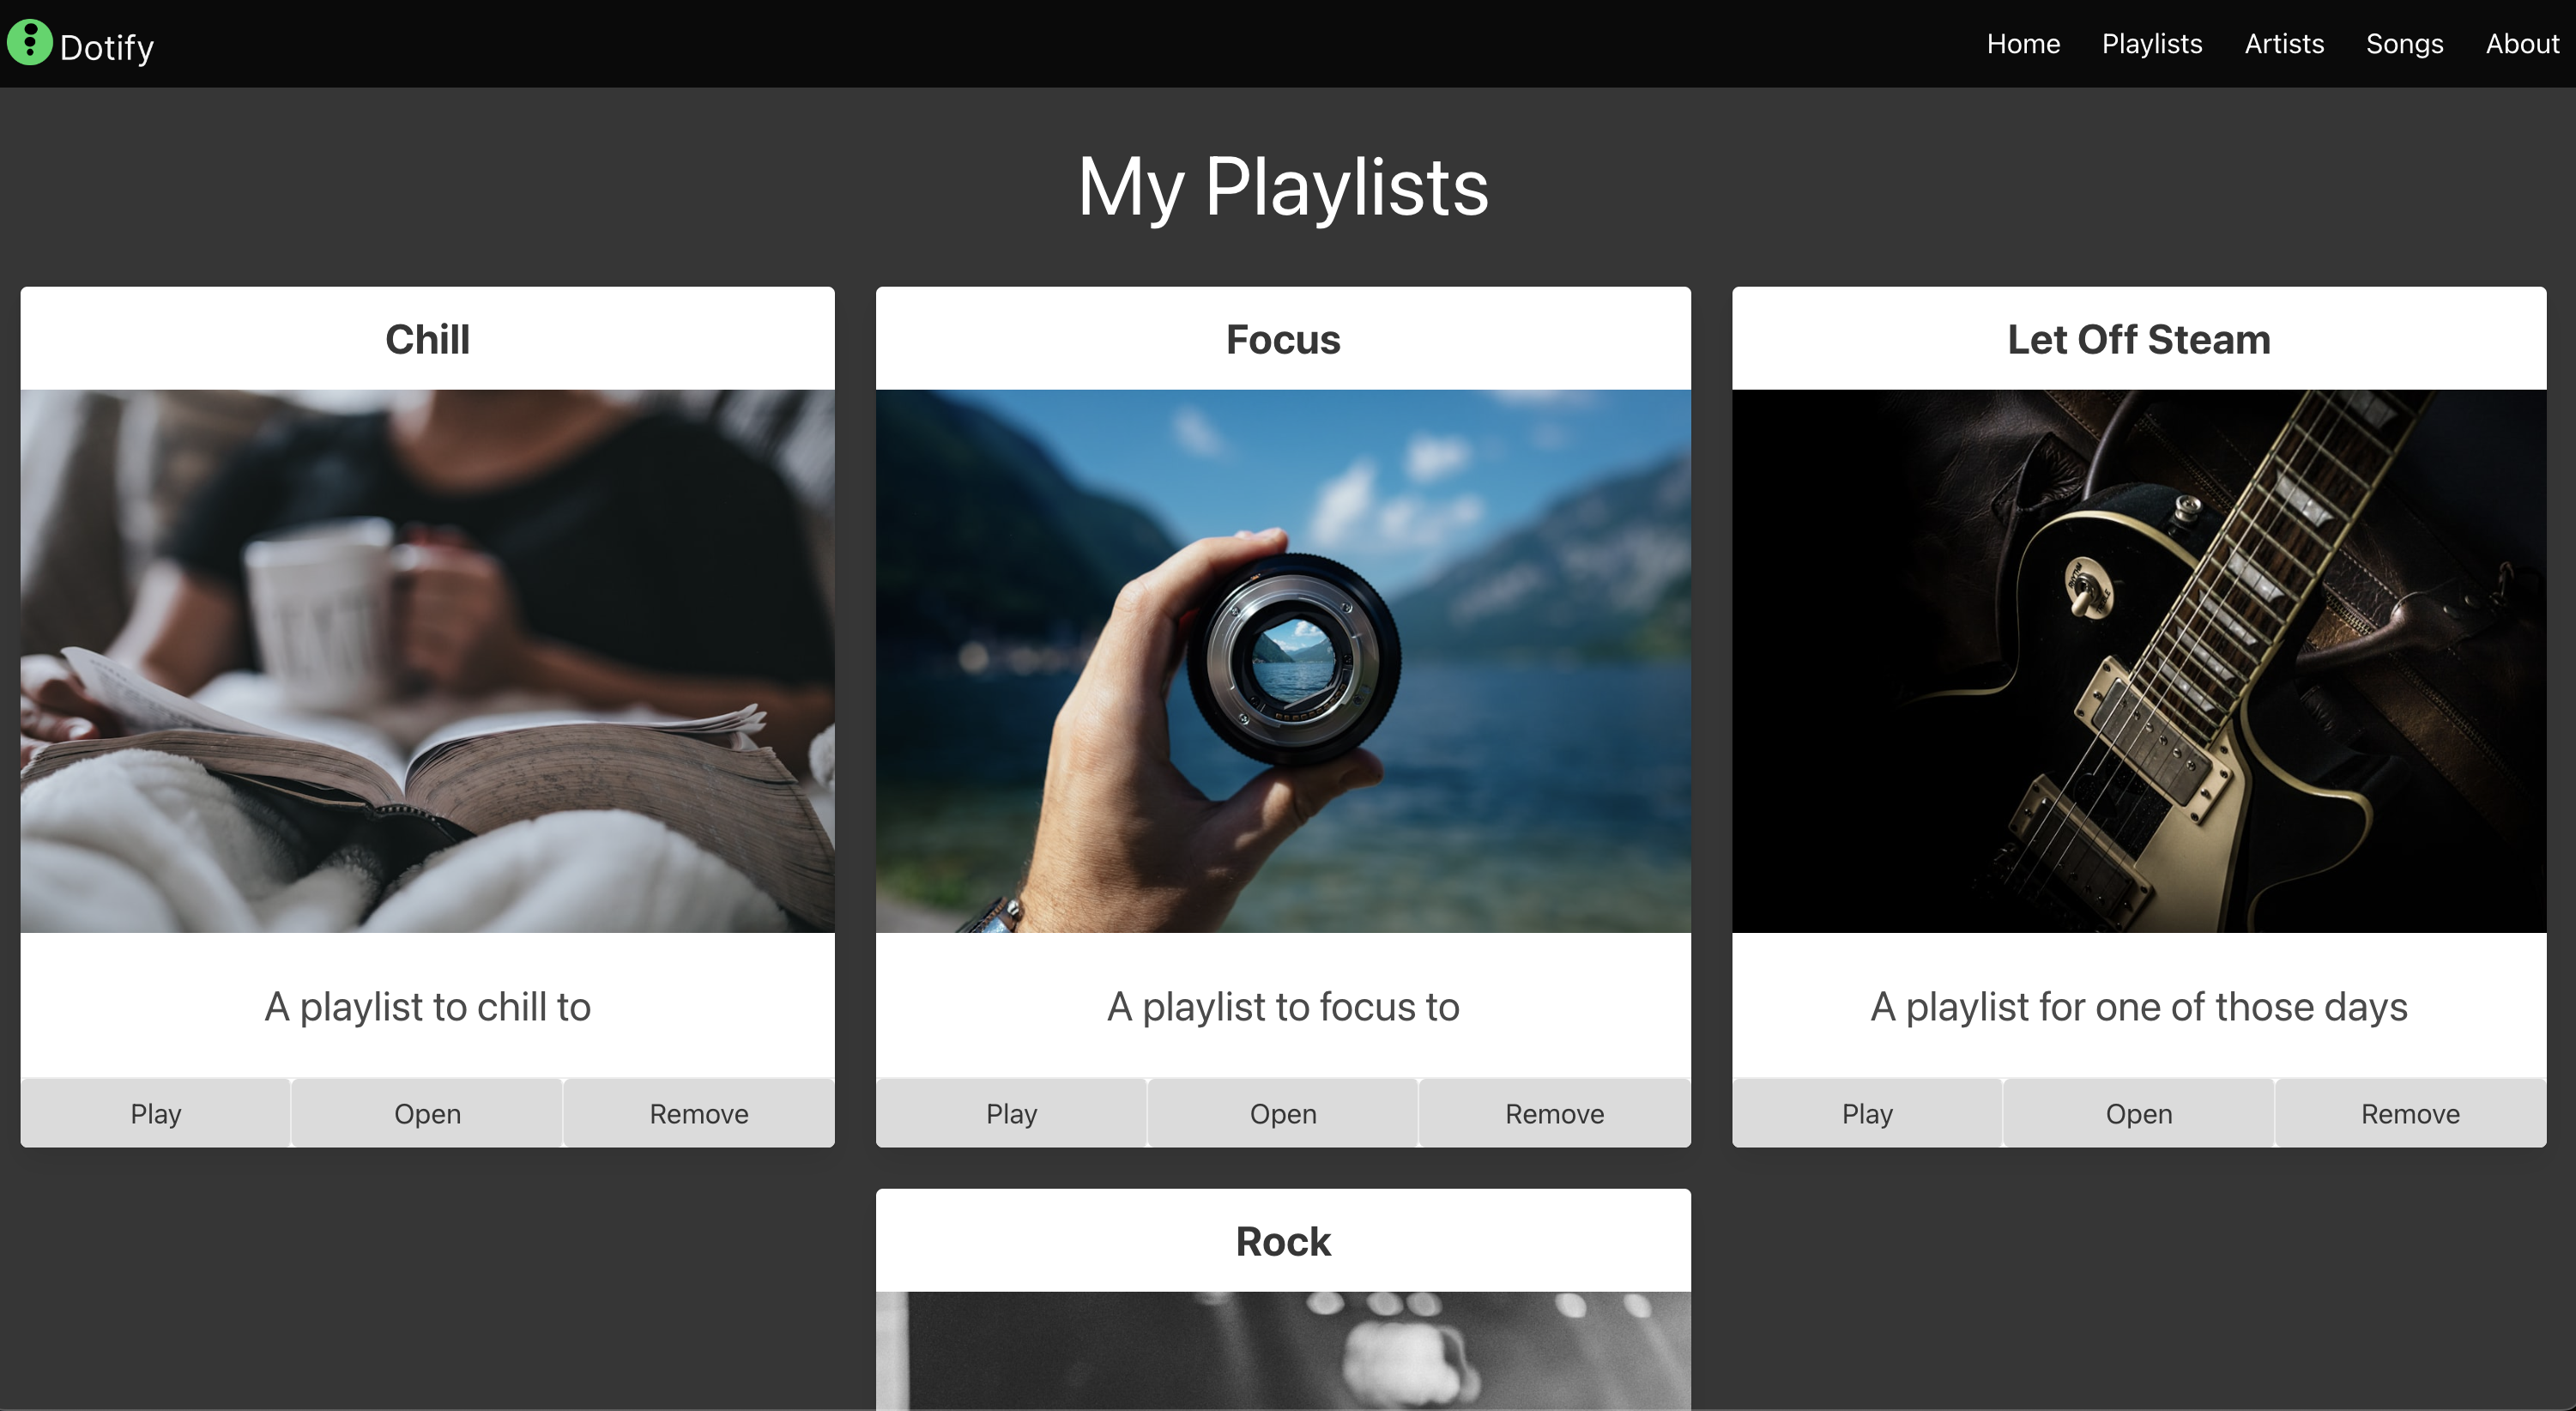 Dotify
Home Playlists Artists Songs About
My Playlists
Chill
Focus
Let Off Steam
RHYTHM
A playlist to chill to
A playlist to focus to
A playlist for one of those days
Play Open Remove
Play Open Remove
Play Open Remove
Rock